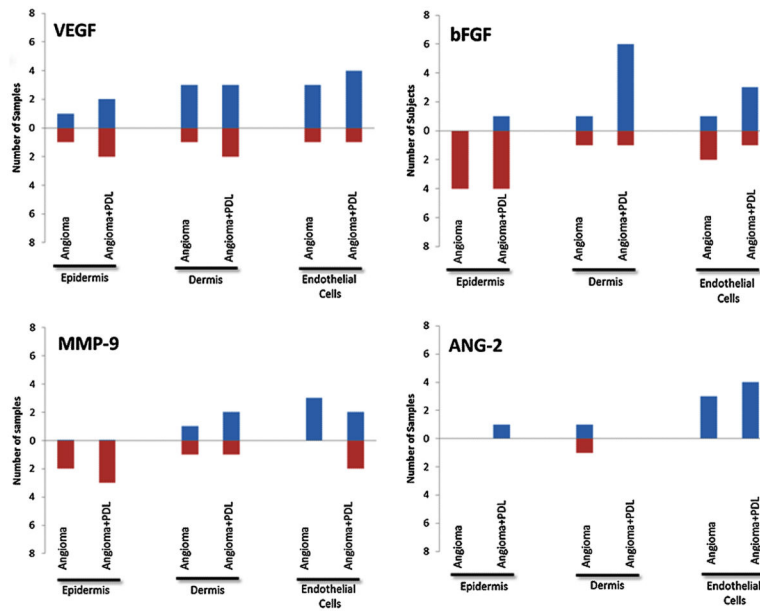 VEGF
Number of Samples
8
6
4
2
0
2
4
6
8
Angioma
Angioma+PDL
Angioma
Angioma+PDL
Angioma
Angioma+PDL
Epidermis
Dermis
Endothelial
Cells
bFGF
Number of Subjects
8
6
4
2
0
2
4
6
8
Angioma
Angioma+PDL
Angioma
Angioma+PDL
Angioma
Angioma+PDL
Epidermis
Dermis
Endothelial
Cells
MMP-9
Number of samples
8
6
4
2
0
2
4
6
8
Angioma
Angioma+PDL
Angioma
Angioma+PDL
Angioma
Angioma+PDL
Epidermis
Dermis
Endothelial
Cells
ANG-2
Number of Samples
8
6
4
2
0
2
4
6
8
Angioma
Angioma+PDL
Angioma
Angioma+PDL
Angioma
Angioma+PDL
Epidermis
Dermis
Endothelial
Cells